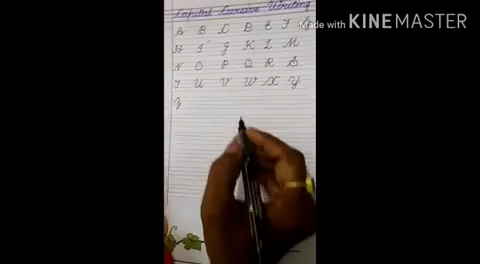 Capital Cursive Writing
Made with KINEMASTER
A B C D E F
H I J K L M
N O P Q R S
T U V W X Y
Z